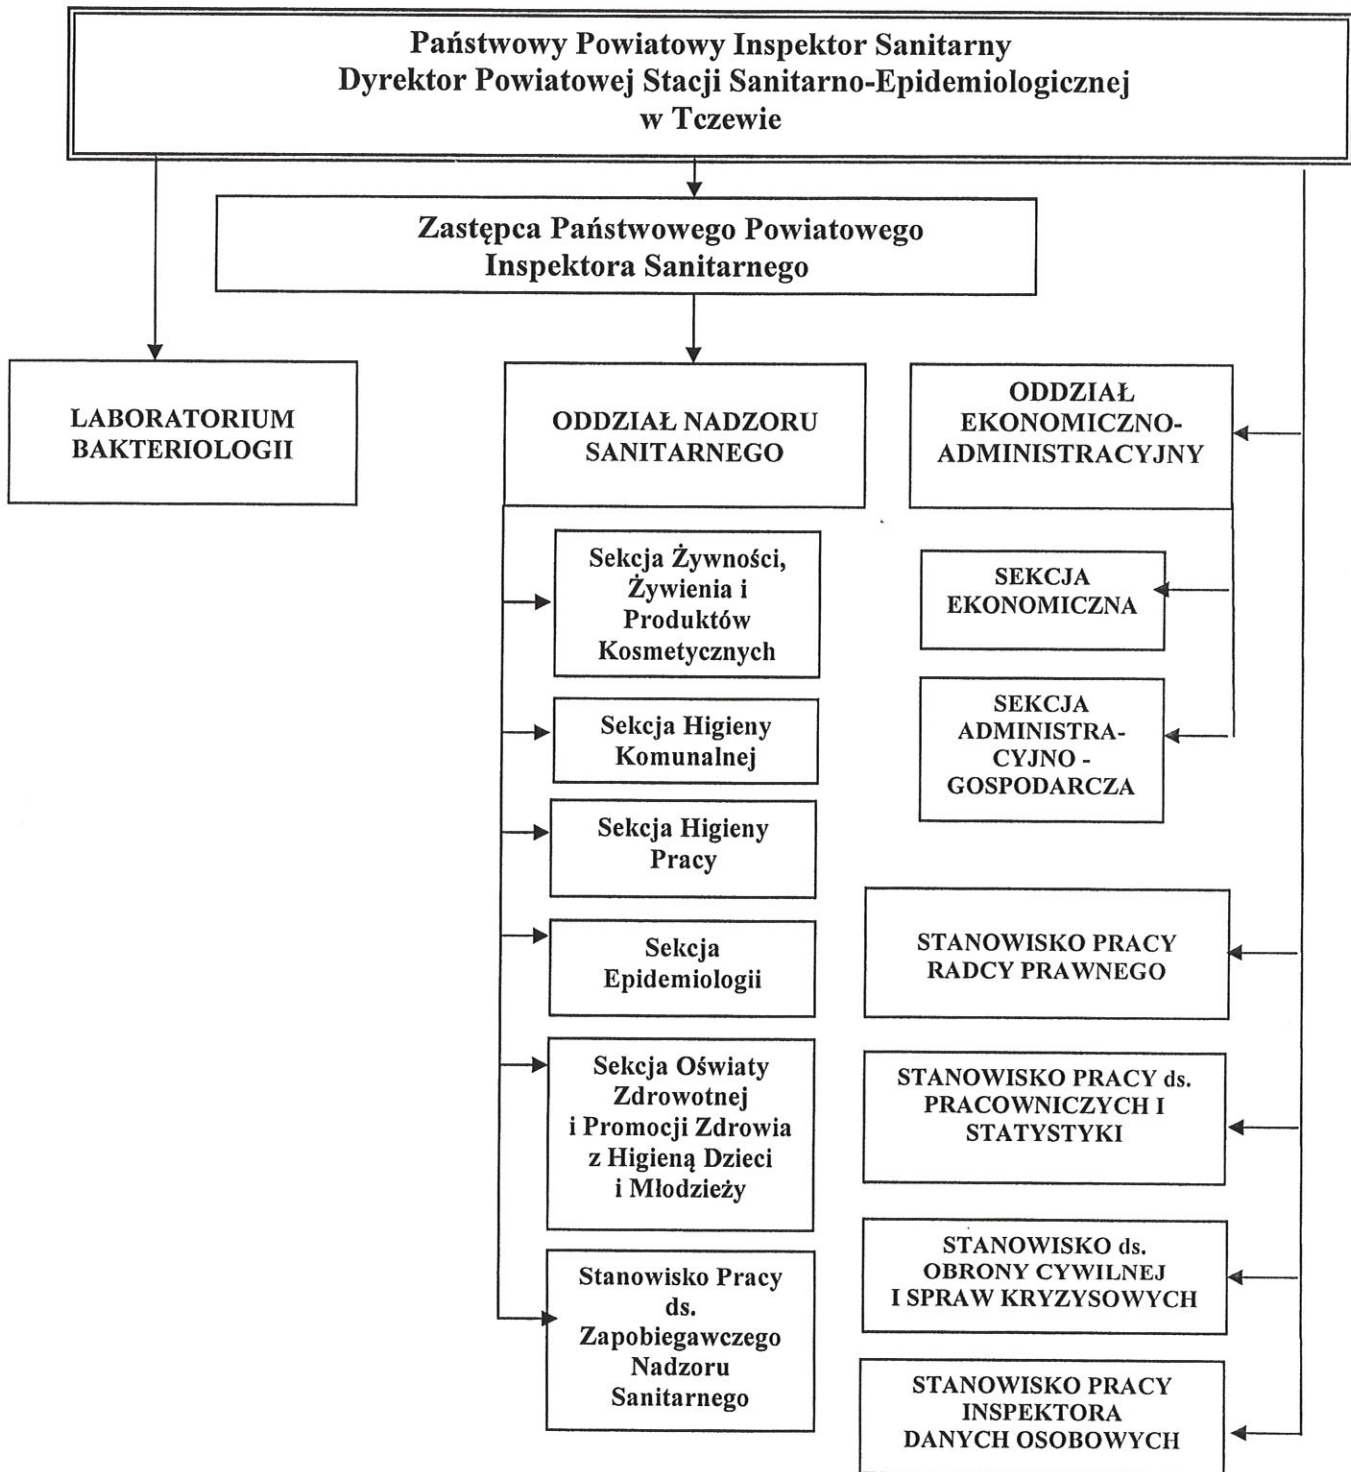 Państwowy Powiatowy Inspektor Sanitarny
Dyrektor Powiatowej Stacji Sanitarno-Epidemiologicznej
w Tczewie
Zastępca Państwowego Powiatowego
Inspektora Sanitarnego
LABORATORIUM
BAKTERIOLOGII
ODDZIAŁ NADZORU
SANITARNEGO
Sekcja Żywności,
Żywienia i
Produktów
Kosmetycznych
Sekcja Higieny
Komunalnej
Sekcja Higieny
Pracy
Sekcja
Epidemiologii
Sekcja Oświaty
Zdrowotnej
i Promocji Zdrowia
z Higieną Dzieci
i Młodzieży
Stanowisko Pracy
ds.
Zapobiegawczego
Nadzoru
Sanitarnego
ODDZIAŁ
EKONOMICZNO-
ADMINISTRACYJNY
SEKCJA
EKONOMICZNA
SEKCJA
ADMINISTRA-
CYJNO -
GOSPODARCZA
STANOWISKO PRACY
RADCY PRAWNEGO
STANOWISKO PRACY ds.
PRACOWNICZYCH I
STATYSTYKI
STANOWISKO ds.
OBRONY CYWILNEJ
I SPRAW KRYZYSOWYCH
STANOWISKO PRACY
INSPEKTORA
DANYCH OSOBOWYCH